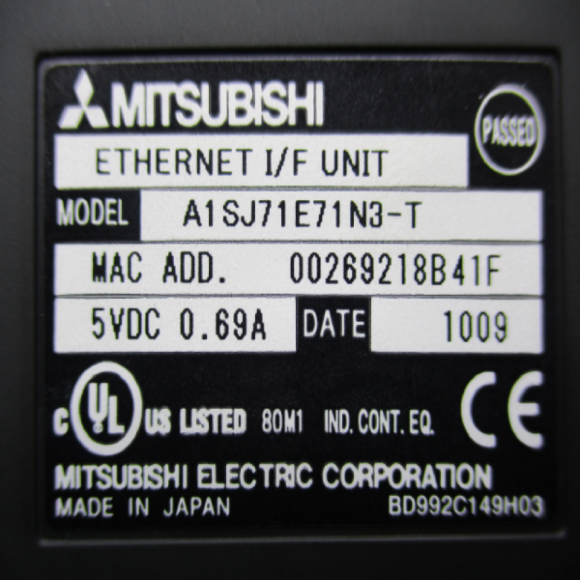 MITSUBISHI
PASSED
ETHERNET I/F UNIT
MODEL A1SJ71E71N3-T
MAC ADD. 00269218B41F
5VDC 0.69A DATE 1009
C UL US LISTED 80M1 IND. CONT. EQ. CE
MITSUBISHI ELECTRIC CORPORATION
MADE IN JAPAN BD992C149H03